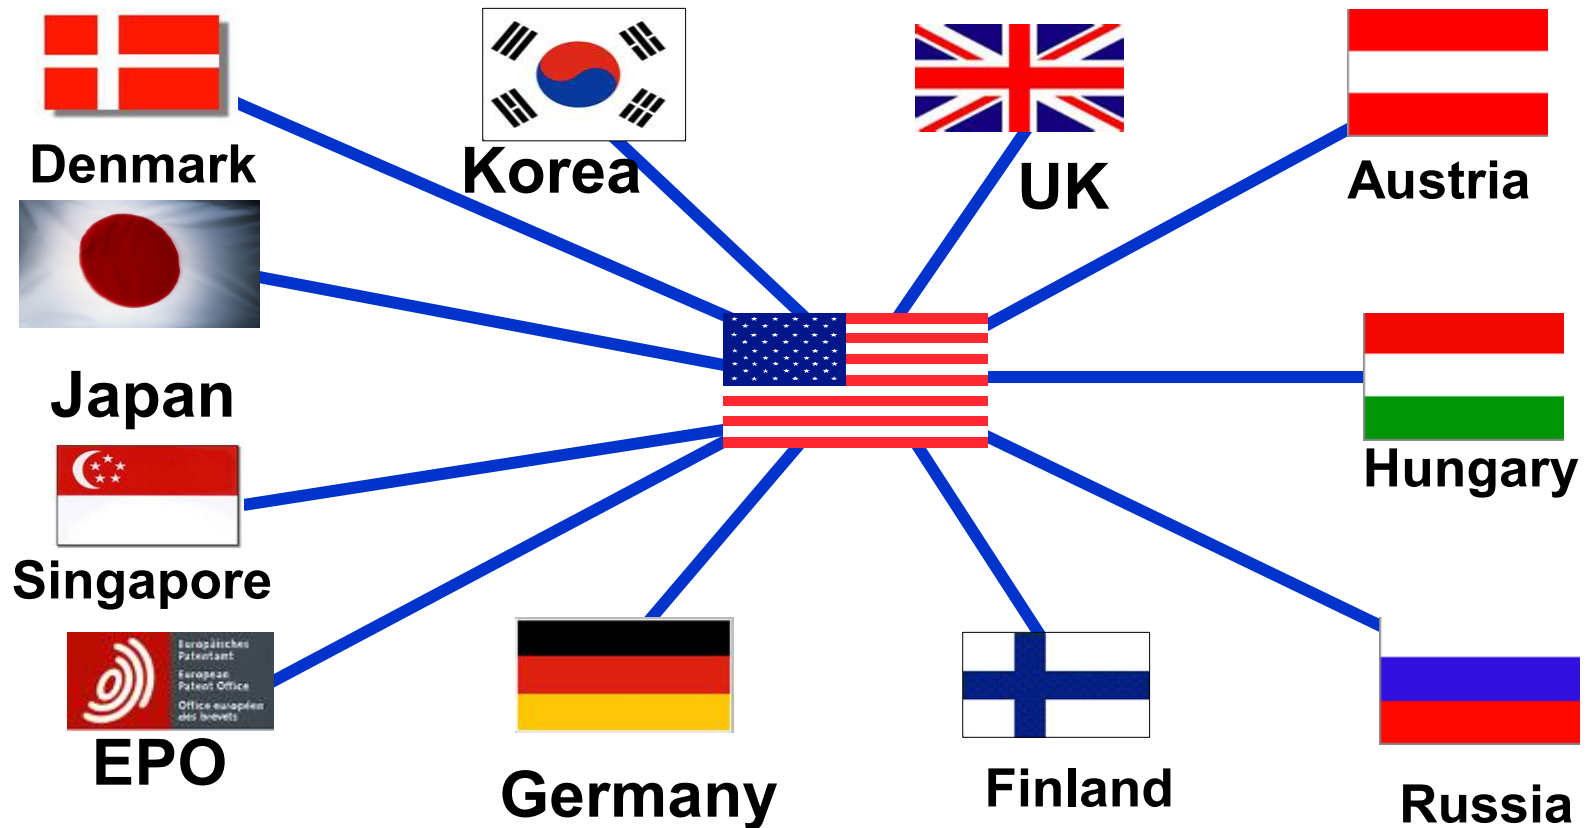 Denmark
Korea
UK
Austria
Japan
Hungary
Singapore
Europäisches
Patentamt
European
Patent Office
Office européen
des brevets
EPO
Germany
Finland
Russia